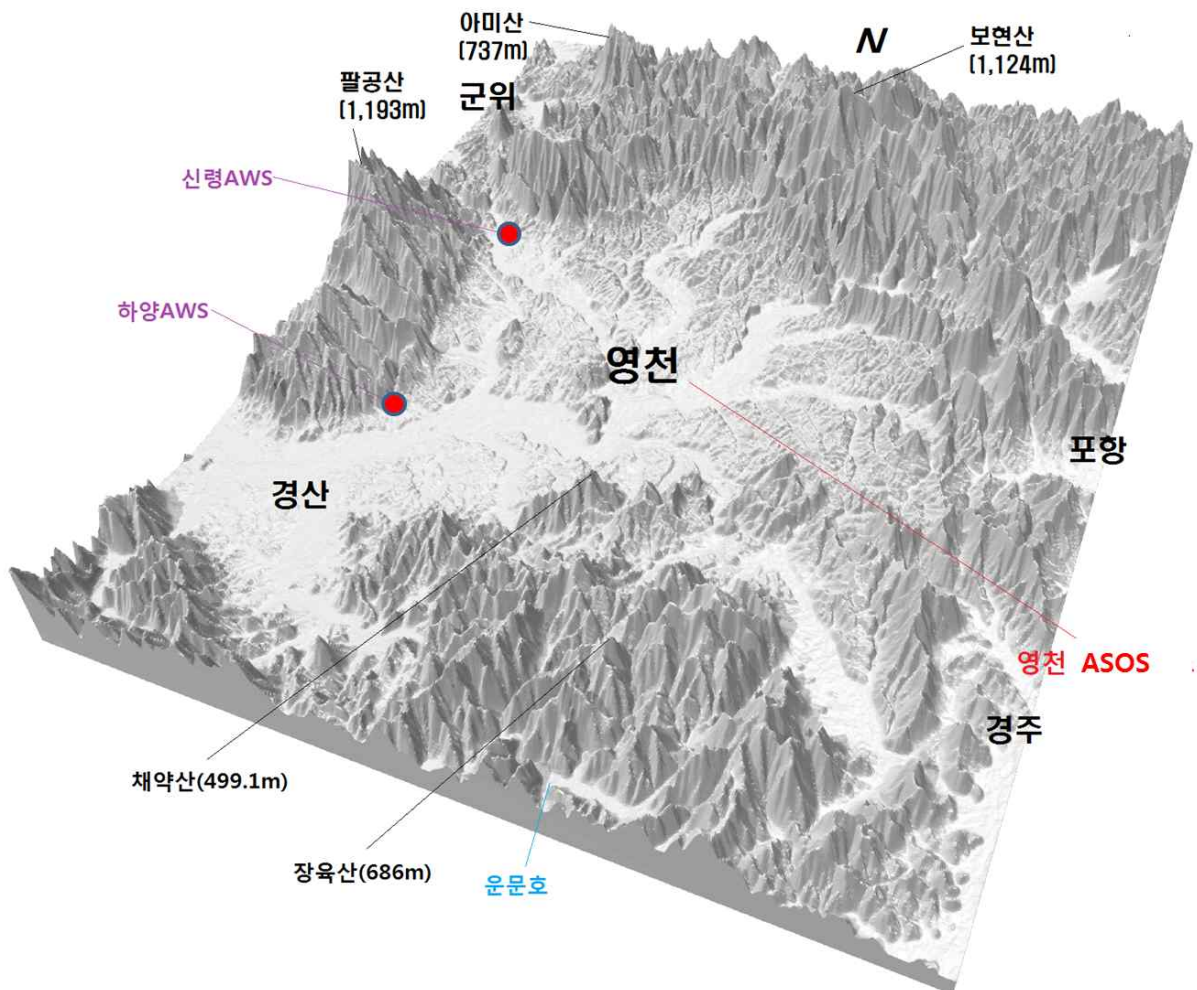 아미산
(737m)
N
보현산
(1,124m)
팔공산
(1,193m)
군위
신령AWS
하양AWS
영천
포항
경산
영천 ASOS
경주
채약산(499.1m)
장육산(686m)
운문호